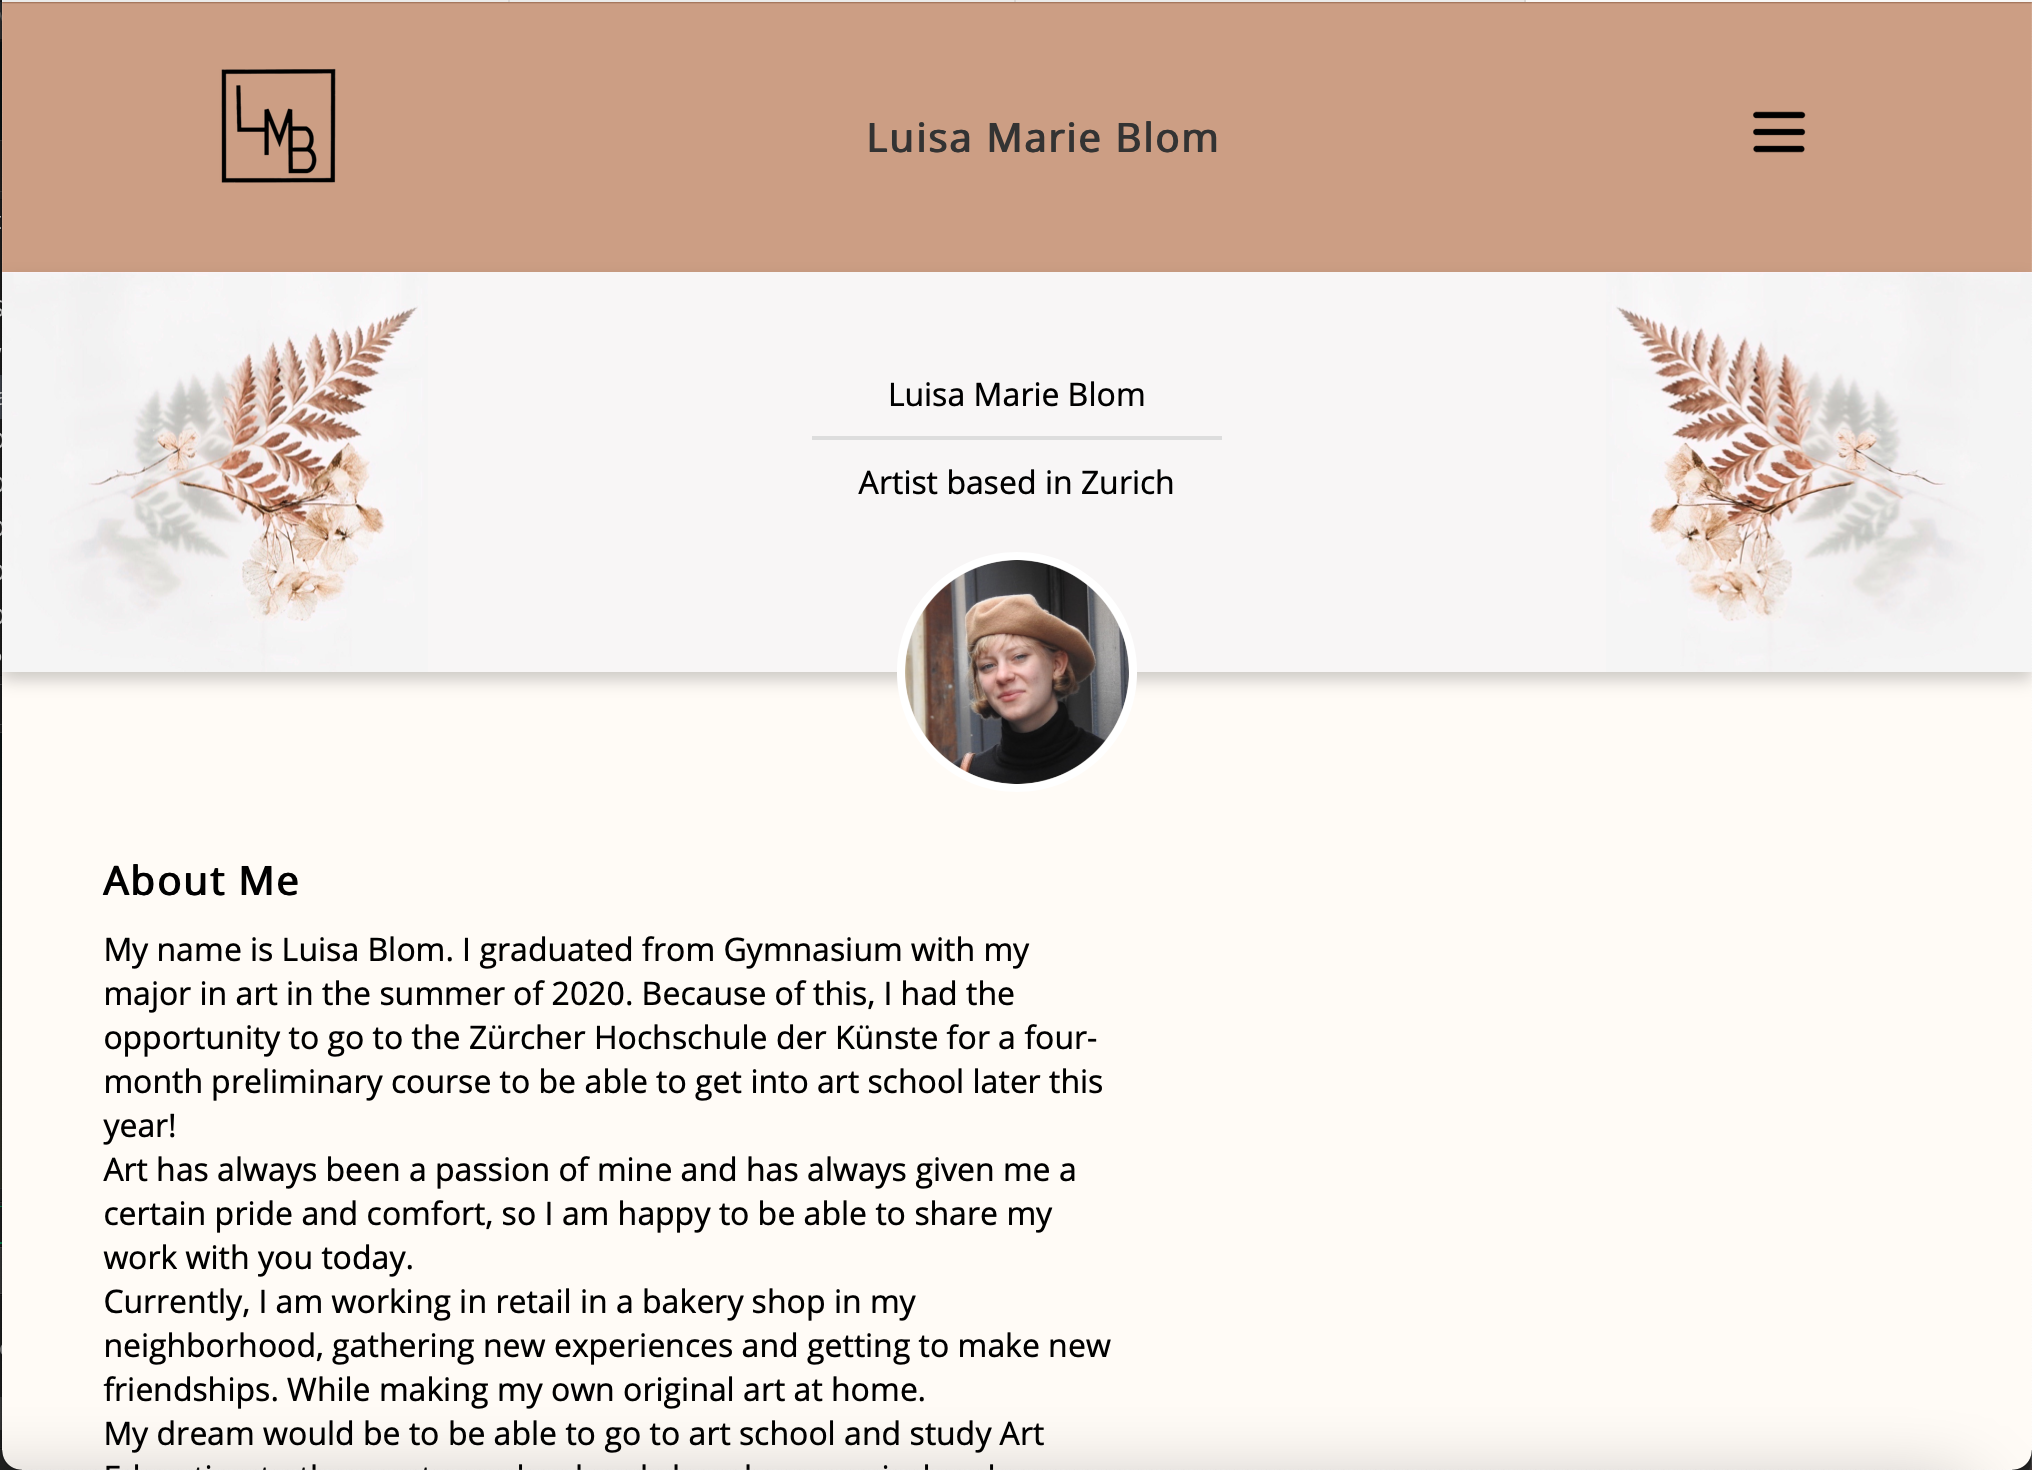 LMB
Luisa Marie Blom
Luisa Marie Blom
Artist based in Zurich
About Me
My name is Luisa Blom. I graduated from Gymnasium with my
major in art in the summer of 2020. Because of this, I had the
opportunity to go to the Zürcher Hochschule der Künste for a four-
month preliminary course to be able to get into art school later this
year!
Art has always been a passion of mine and has always given me a
certain pride and comfort, so I am happy to be able to share my
work with you today.
Currently, I am working in retail in a bakery shop in my
neighborhood, gathering new experiences and getting to make new
friendships. While making my own original art at home.
My dream would be to be able to go to art school and study Art